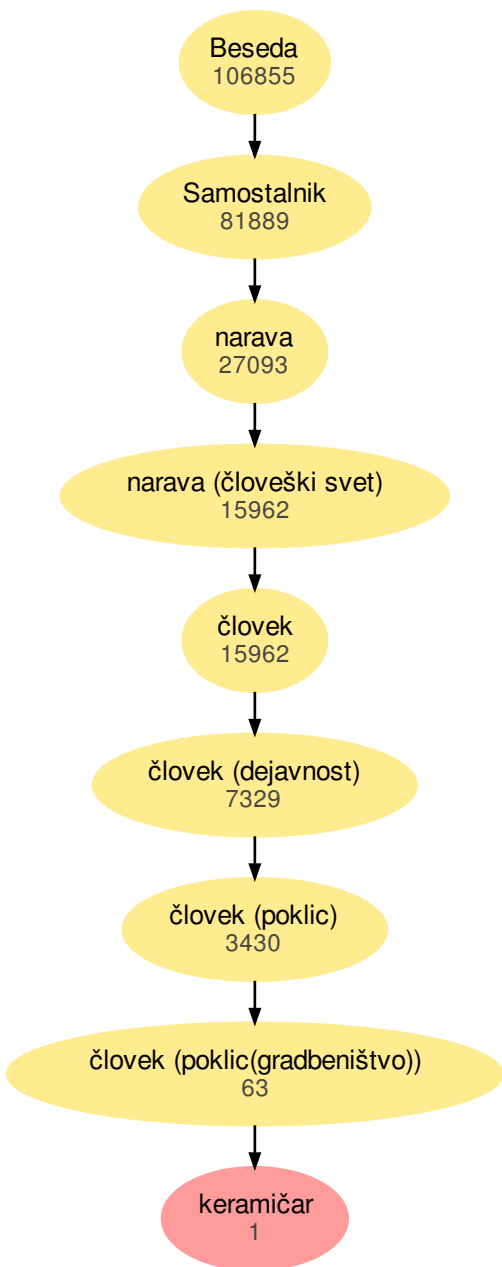 Beseda
106855
Samostalnik
81889
narava
27093
narava (človeški svet)
15962
človek
15962
človek (dejavnost)
7329
človek (poklic)
3430
človek (poklic(gradbeništvo))
63
keramičar
1